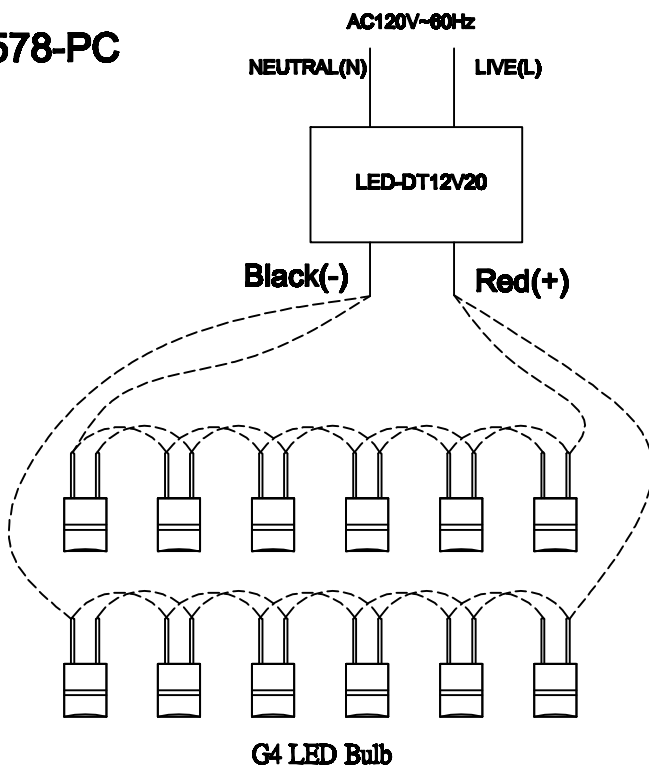 578-PC
AC120V~60Hz
NEUTRAL(N) LIVE(L)
LED-DT12V20
Black(-) Red(+)
G4 LED Bulb